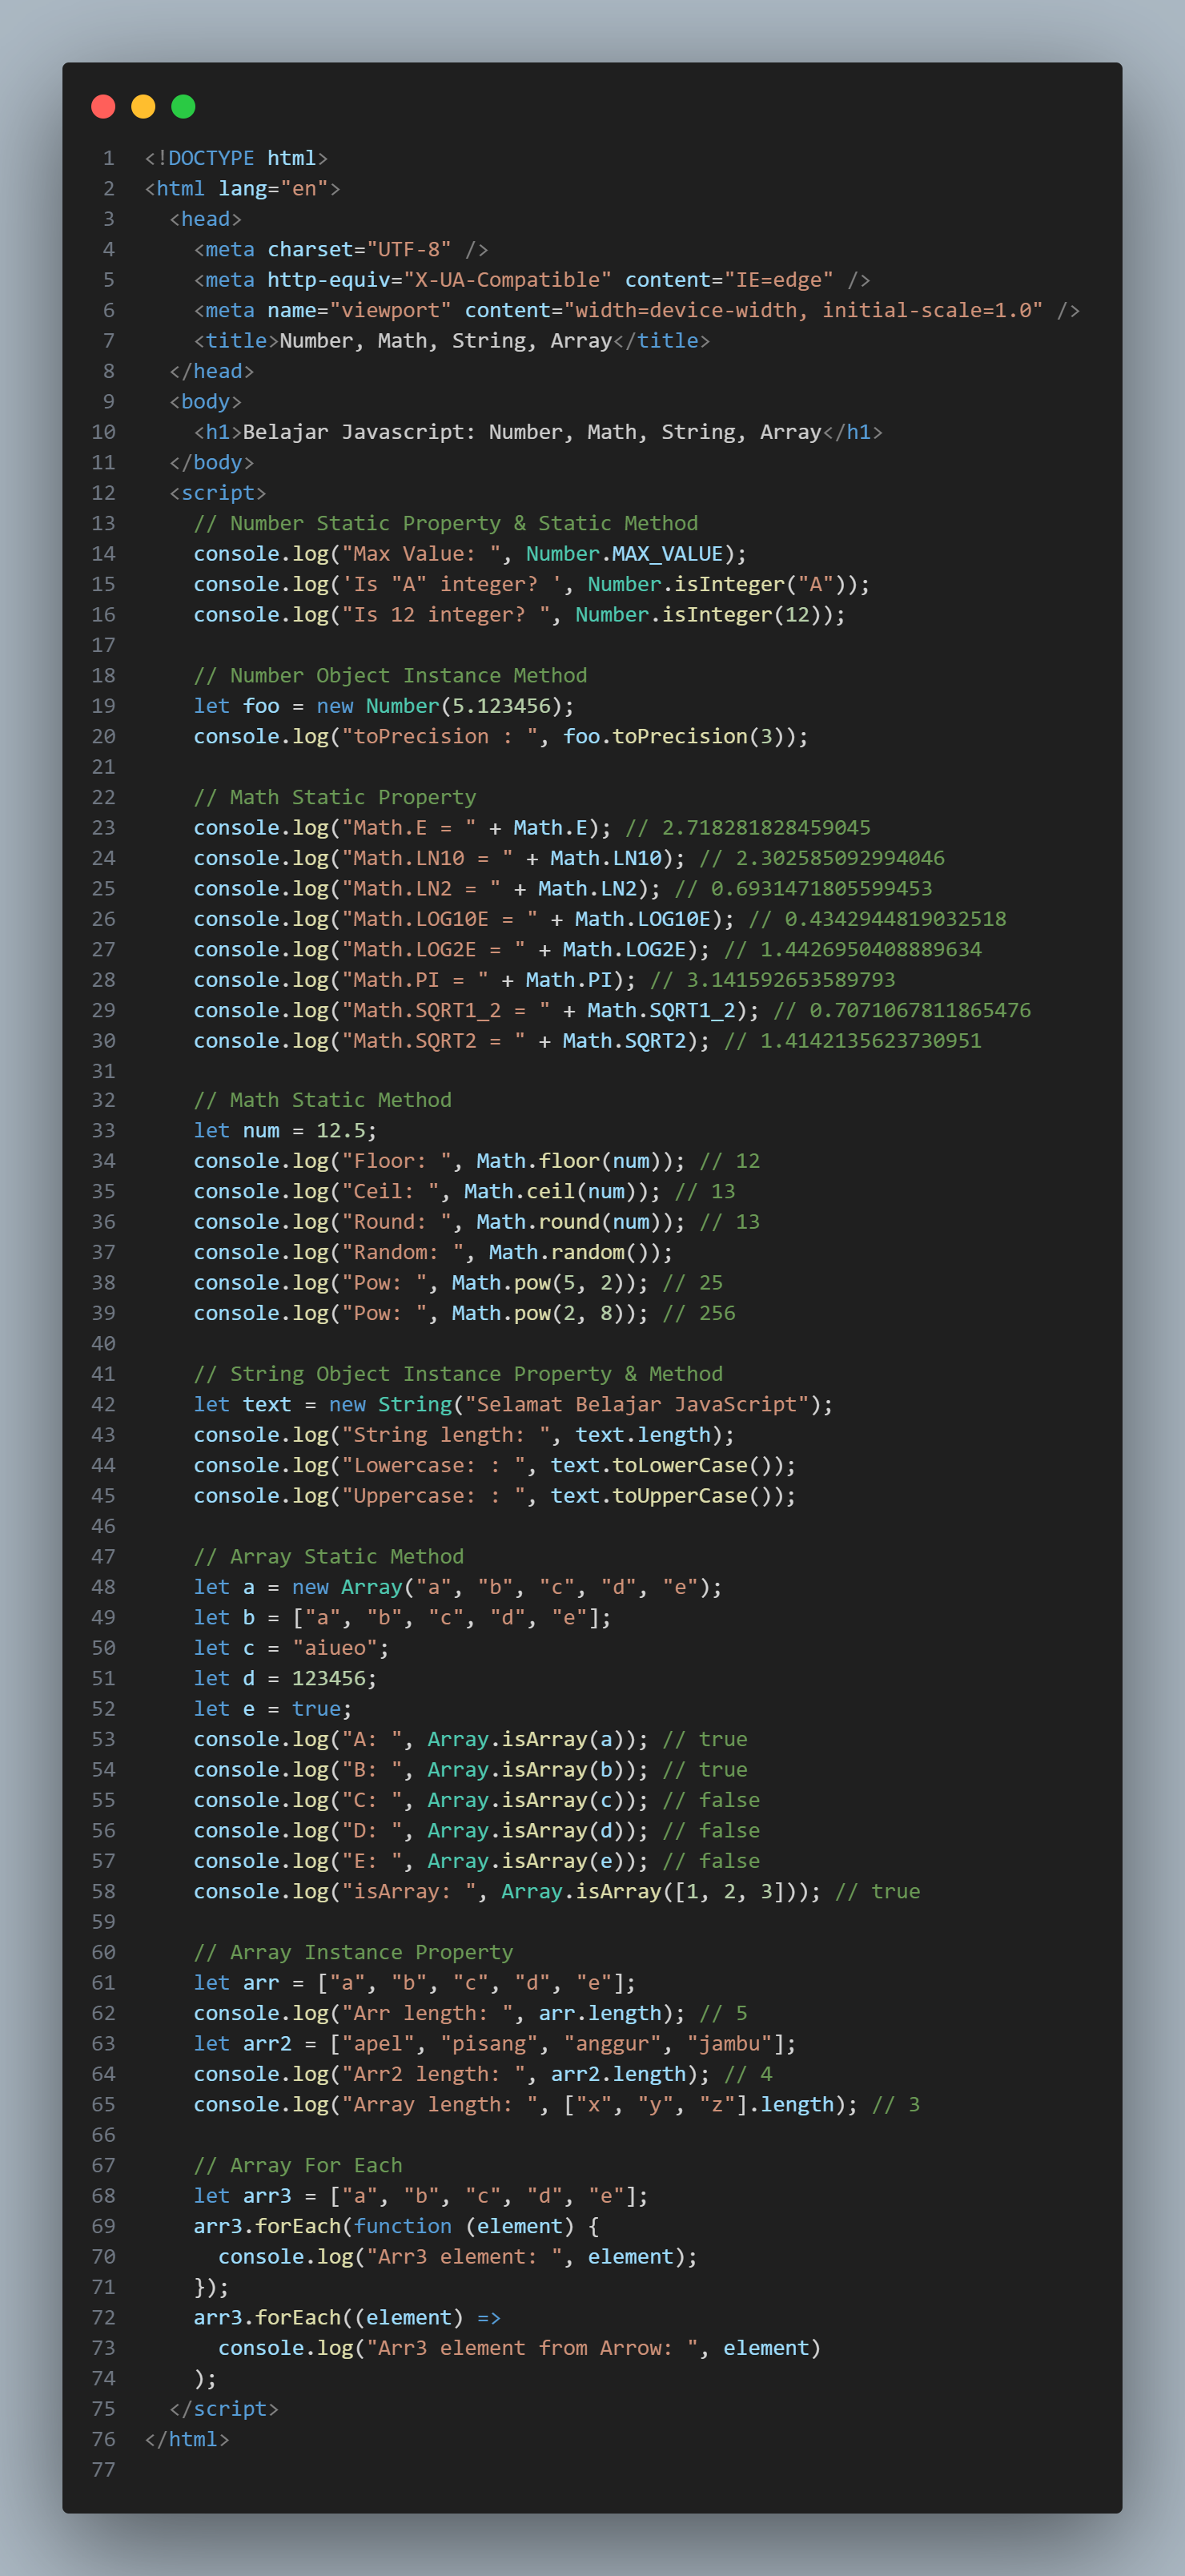 1 <!DOCTYPE html>
2 <html lang="en">
3   <head>
4     <meta charset="UTF-8" />
5     <meta http-equiv="X-UA-Compatible" content="IE=edge" />
6     <meta name="viewport" content="width=device-width, initial-scale=1.0" />
7     <title>Number, Math, String, Array</title>
8   </head>
9   <body>
10     <h1>Belajar Javascript: Number, Math, String, Array</h1>
11   </body>
12   <script>
13     // Number Static Property & Static Method
14     console.log("Max Value: ", Number.MAX_VALUE);
15     console.log('Is "A" integer? ', Number.isInteger("A"));
16     console.log("Is 12 integer? ", Number.isInteger(12));
17
18     // Number Object Instance Method
19     let foo = new Number(5.123456);
20     console.log("toPrecision : ", foo.toPrecision(3));
21
22     // Math Static Property
23     console.log("Math.E = " + Math.E); // 2.718281828459045
24     console.log("Math.LN10 = " + Math.LN10); // 2.302585092994046
25     console.log("Math.LN2 = " + Math.LN2); // 0.6931471805599453
26     console.log("Math.LOG10E = " + Math.LOG10E); // 0.4342944819032518
27     console.log("Math.LOG2E = " + Math.LOG2E); // 1.4426950408889634
28     console.log("Math.PI = " + Math.PI); // 3.141592653589793
29     console.log("Math.SQRT1_2 = " + Math.SQRT1_2); // 0.7071067811865476
30     console.log("Math.SQRT2 = " + Math.SQRT2); // 1.4142135623730951
31
32     // Math Static Method
33     let num = 12.5;
34     console.log("Floor: ", Math.floor(num)); // 12
35     console.log("Ceil: ", Math.ceil(num)); // 13
36     console.log("Round: ", Math.round(num)); // 13
37     console.log("Random: ", Math.random());
38     console.log("Pow: ", Math.pow(5, 2)); // 25
39     console.log("Pow: ", Math.pow(2, 8)); // 256
40
41     // String Object Instance Property & Method
42     let text = new String("Selamat Belajar JavaScript");
43     console.log("String length: ", text.length);
44     console.log("Lowercase: : ", text.toLowerCase());
45     console.log("Uppercase: : ", text.toUpperCase());
46
47     // Array Static Method
48     let a = new Array("a", "b", "c", "d", "e");
49     let b = ["a", "b", "c", "d", "e"];
50     let c = "aiueo";
51     let d = 123456;
52     let e = true;
53     console.log("A: ", Array.isArray(a)); // true
54     console.log("B: ", Array.isArray(b)); // true
55     console.log("C: ", Array.isArray(c)); // false
56     console.log("D: ", Array.isArray(d)); // false
57     console.log("E: ", Array.isArray(e)); // false
58     console.log("isArray: ", Array.isArray([1, 2, 3])); // true
59
60     // Array Instance Property
61     let arr = ["a", "b", "c", "d", "e"];
62     console.log("Arr length: ", arr.length); // 5
63     let arr2 = ["apel", "pisang", "anggur", "jambu"];
64     console.log("Arr2 length: ", arr2.length); // 4
65     console.log("Array length: ", ["x", "y", "z"].length); // 3
66
67     // Array For Each
68     let arr3 = ["a", "b", "c", "d", "e"];
69     arr3.forEach(function (element) {
70       console.log("Arr3 element: ", element);
71     });
72     arr3.forEach((element) =>
73       console.log("Arr3 element from Arrow: ", element)
74     );
75   </script>
76 </html>
77